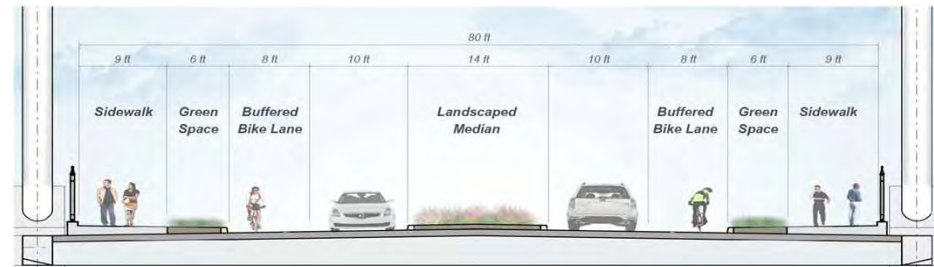 80 ft
9 ft 6 ft 8 ft 10 ft 14 ft 10 ft 8 ft 6 ft 9 ft
Sidewalk Green Buffered Landscaped Buffered Green Sidewalk
Space Bike Lane Median Bike Lane Space